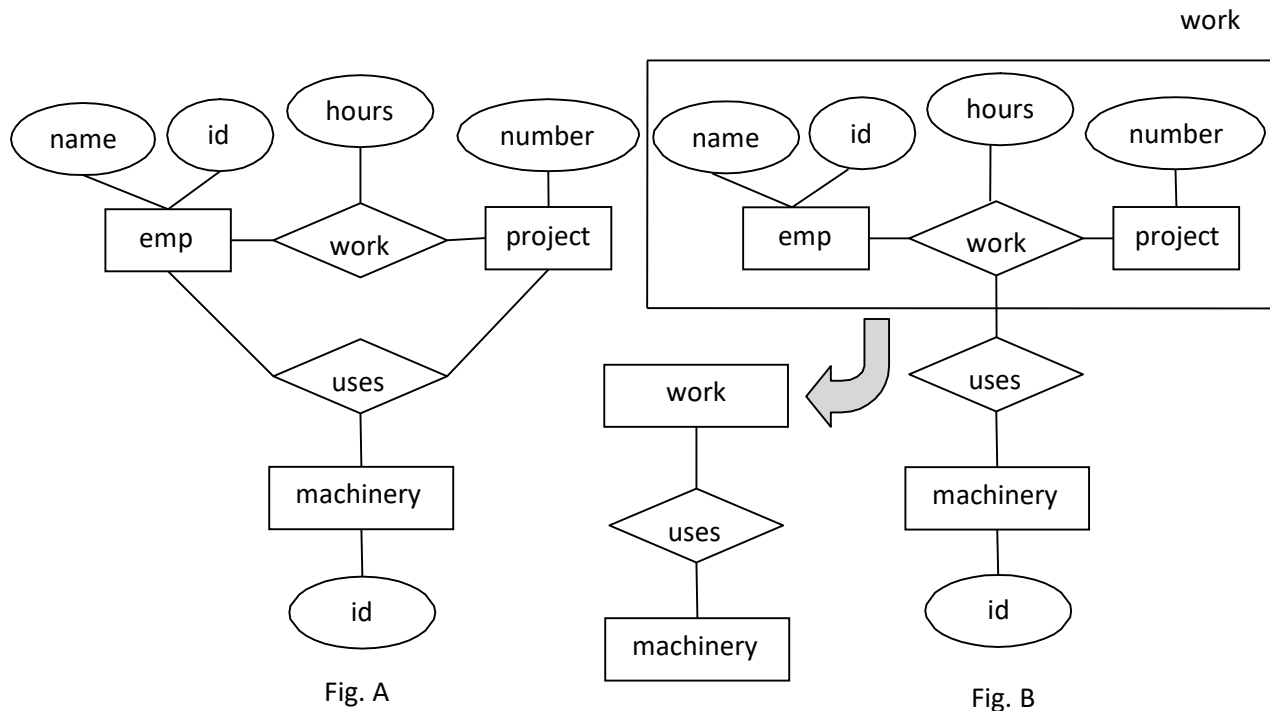 work
hours
name
id
number
emp
work
project
uses
machinery
id
Fig. A
hours
name
id
number
emp
work
project
uses
machinery
id
work
uses
machinery
Fig. B